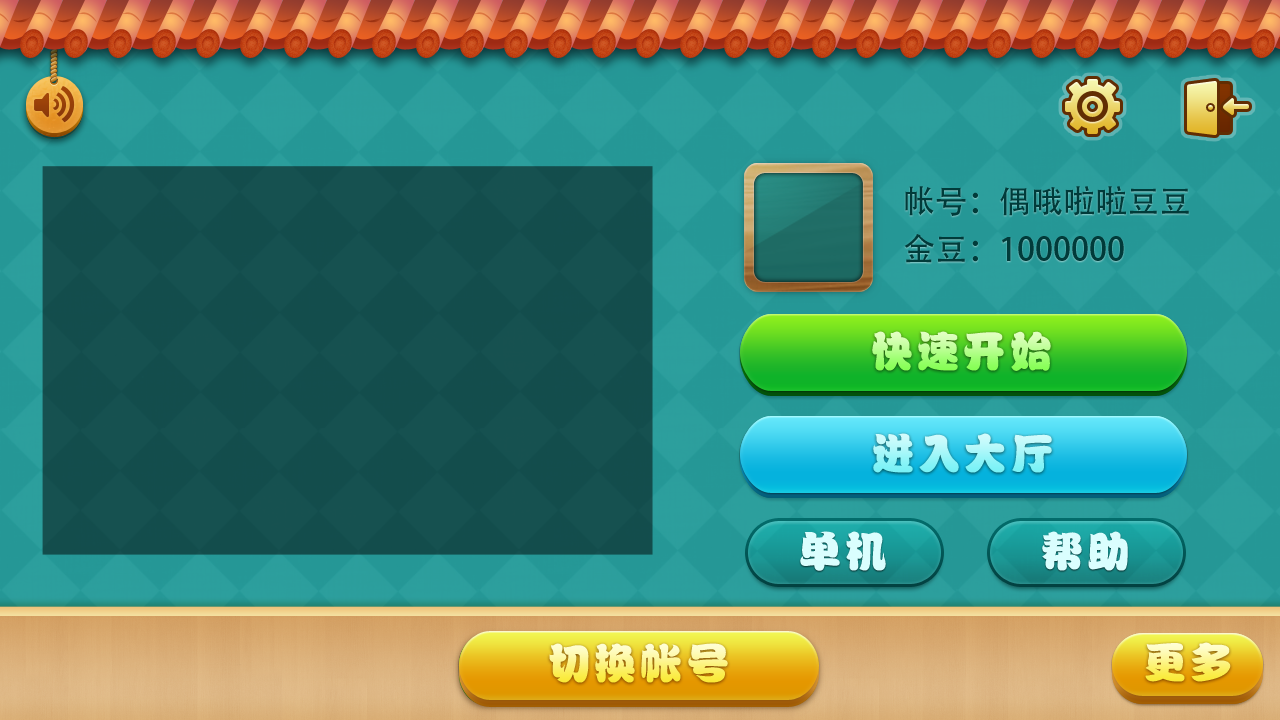 帐号：偶哦啦啦豆豆
金豆：1000000
快速开始
进入大厅
单机
帮助
切换帐号
更多